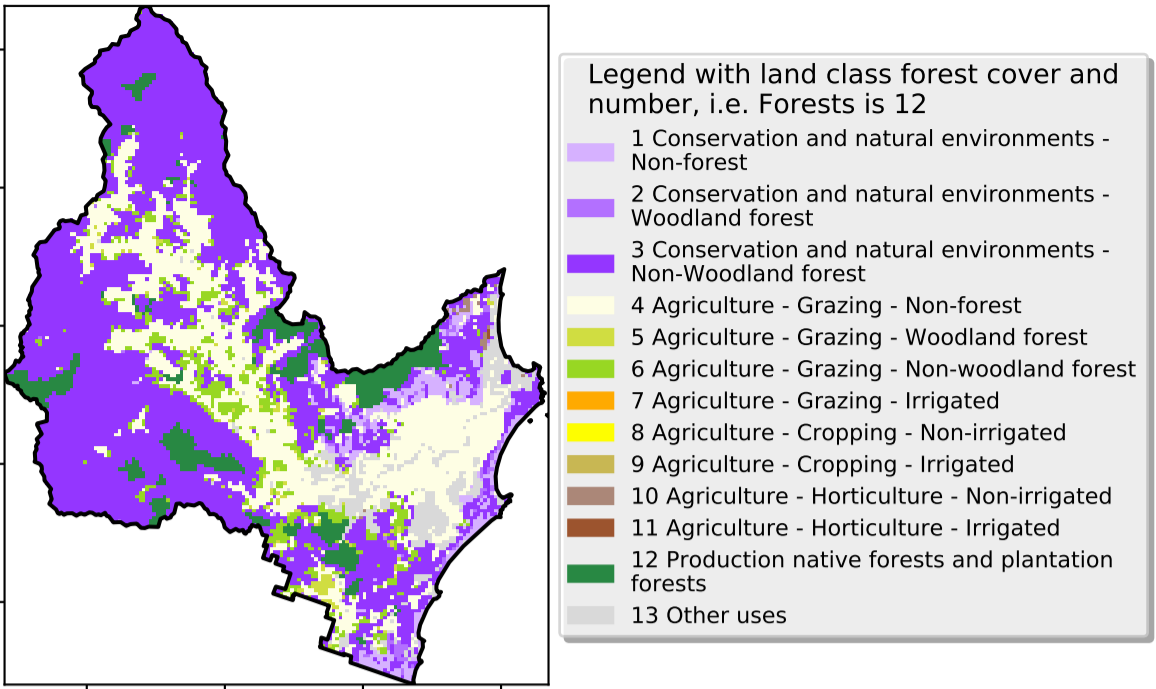 Legend with land class forest cover and
number, i.e. Forests is 12
1 Conservation and natural environments -
Non-forest
2 Conservation and natural environments -
Woodland forest
3 Conservation and natural environments -
Non-Woodland forest
4 Agriculture - Grazing - Non-forest
5 Agriculture - Grazing - Woodland forest
6 Agriculture - Grazing - Non-woodland forest
7 Agriculture - Grazing - Irrigated
8 Agriculture - Cropping - Non-irrigated
9 Agriculture - Cropping - Irrigated
10 Agriculture - Horticulture - Non-irrigated
11 Agriculture - Horticulture - Irrigated
12 Production native forests and plantation
forests
13 Other uses